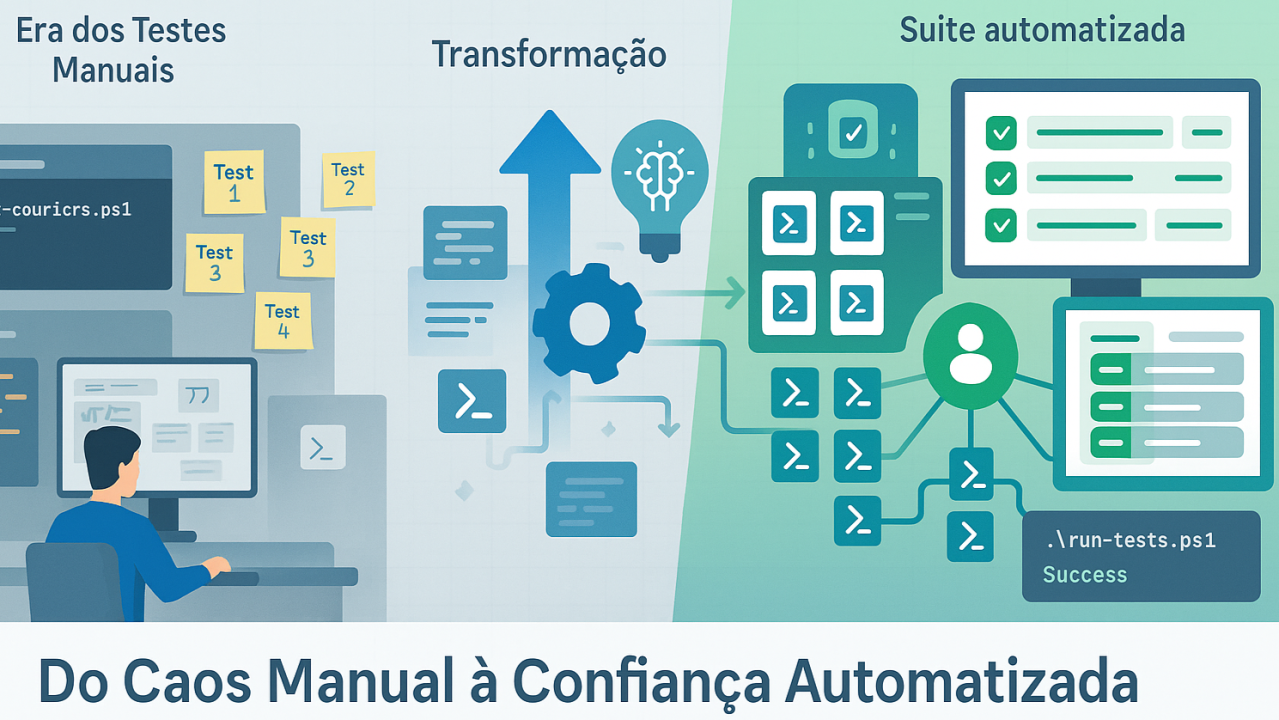 Era dos Testes
Manuais
Transformação
Suite automatizada
-couricrs.ps1
Test
1
Test
2
Test
3
Test
3
Test
4
.\run-tests.ps1
Success
Do Caos Manual à Confiança Automatizada